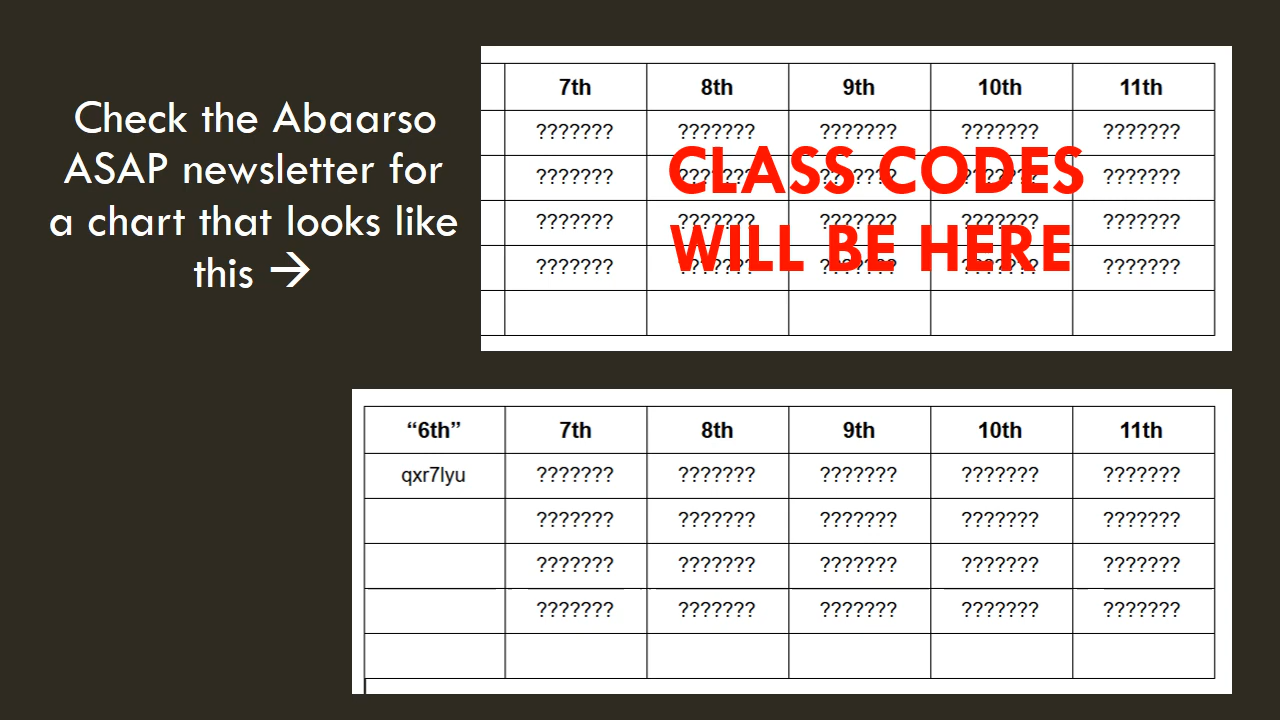 Check the Abaarso
ASAP newsletter for
a chart that looks like
this →
7th 8th 9th 10th 11th
??????? ??????? ??????? ??????? ???????
??????? ??????? ??????? ??????? ???????
??????? ??????? ??????? ??????? ???????
??????? ??????? ??????? ??????? ???????
CLASS CODES
WILL BE HERE
“6th” 7th 8th 9th 10th 11th
qxr7lyu ??????? ??????? ??????? ??????? ???????
??????? ??????? ??????? ??????? ???????
??????? ??????? ??????? ??????? ???????
??????? ??????? ??????? ??????? ???????